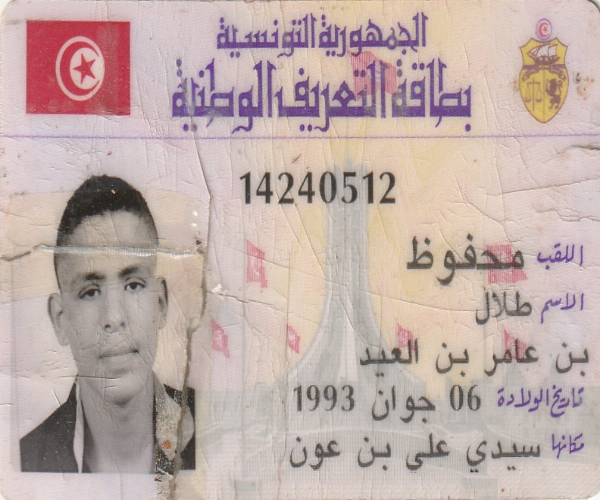 الجمهورية التونسية
بطاقة التعريف الوطنية
14240512
اللقب محفوظ
الاسم طلال
بن عامر بن العيد
تاريخ الولادة 06 جوان 1993
مكانها سيدي علي بن عون